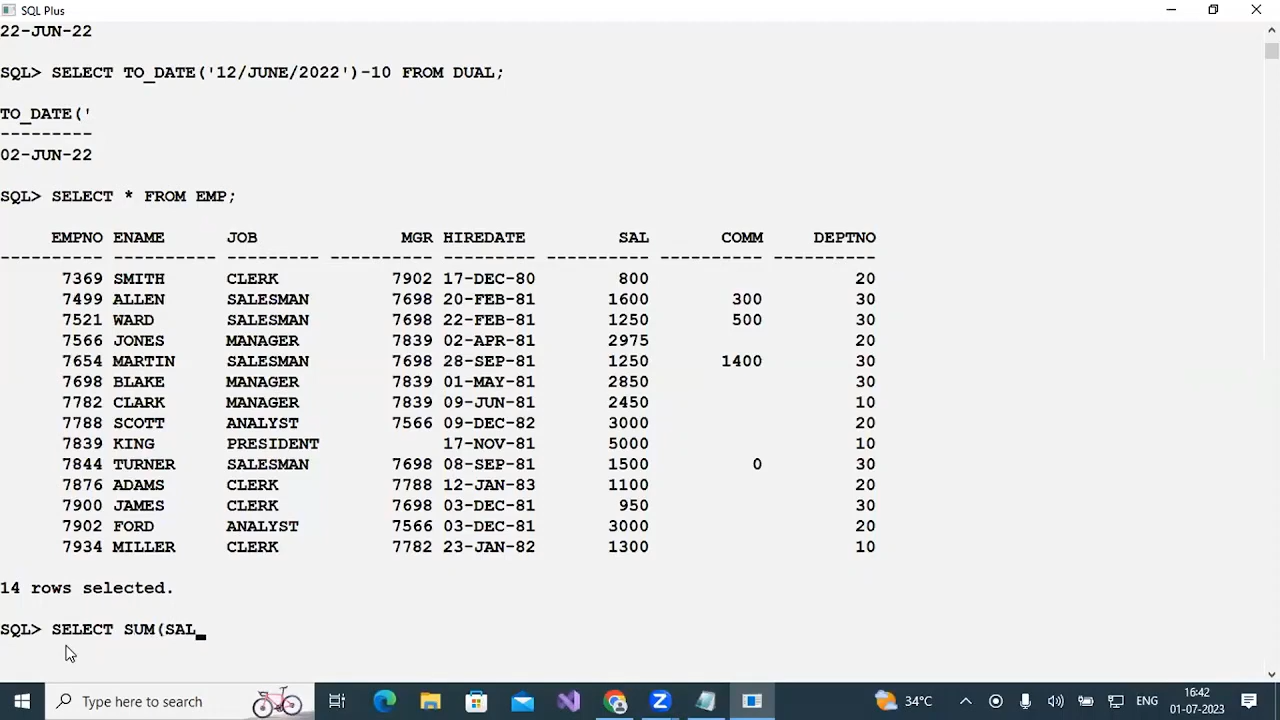 SQL Plus
22-JUN-22
SQL> SELECT TO_DATE('12/JUNE/2022')-10 FROM DUAL;
TO_DATE('
---------
02-JUN-22
SQL> SELECT * FROM EMP;
     EMPNO ENAME      JOB              MGR HIREDATE         SAL       COMM     DEPTNO
---------- ---------- --------- ---------- --------- ---------- ---------- ----------
      7369 SMITH      CLERK           7902 17-DEC-80        800                    20
      7499 ALLEN      SALESMAN        7698 20-FEB-81       1600        300         30
      7521 WARD       SALESMAN        7698 22-FEB-81       1250        500         30
      7566 JONES      MANAGER         7839 02-APR-81       2975                    20
      7654 MARTIN     SALESMAN        7698 28-SEP-81       1250       1400         30
      7698 BLAKE      MANAGER         7839 01-MAY-81       2850                    30
      7782 CLARK      MANAGER         7839 09-JUN-81       2450                    10
      7788 SCOTT      ANALYST         7566 09-DEC-82       3000                    20
      7839 KING       PRESIDENT            17-NOV-81       5000                    10
      7844 TURNER     SALESMAN        7698 08-SEP-81       1500          0         30
      7876 ADAMS      CLERK           7788 12-JAN-83       1100                    20
      7900 JAMES      CLERK           7698 03-DEC-81        950                    30
      7902 FORD       ANALYST         7566 03-DEC-81       3000                    20
      7934 MILLER     CLERK           7782 23-JAN-82       1300                    10
14 rows selected.
SQL> SELECT SUM(SAL_
Type here to search
34°C
ENG
16:42
01-07-2023